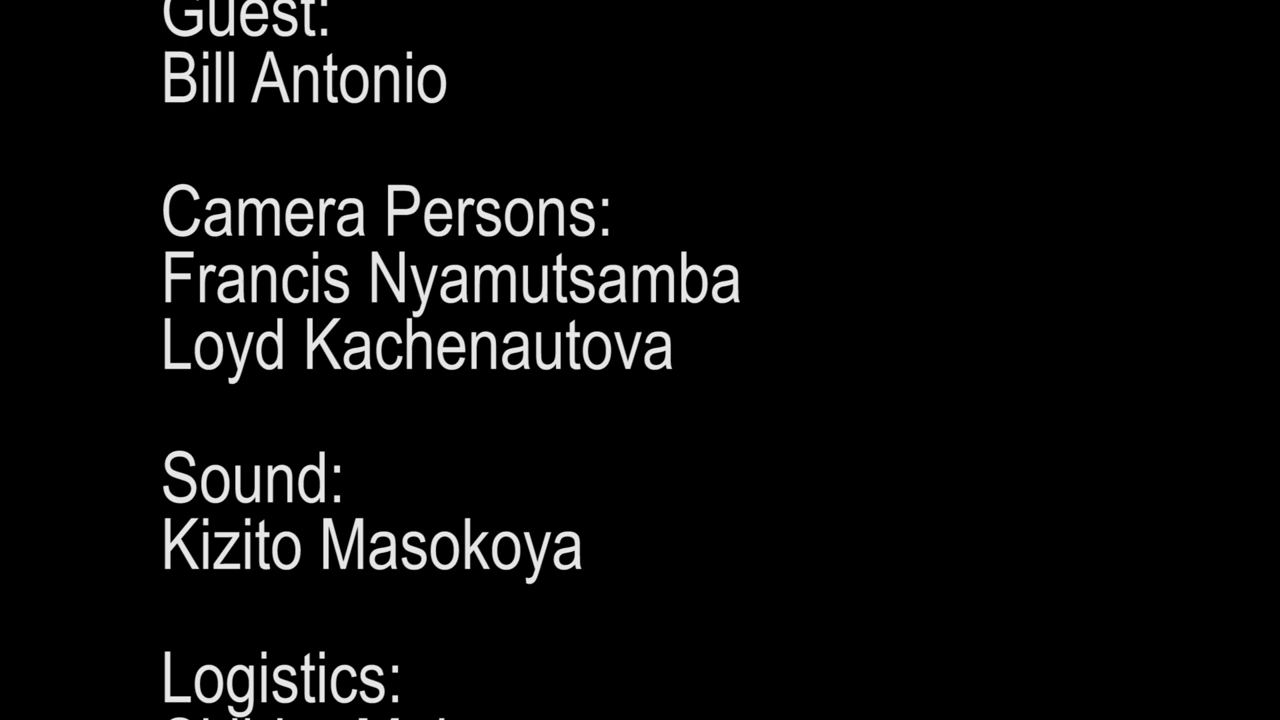 Guest:
Bill Antonio
Camera Persons:
Francis Nyamutsamba
Loyd Kachenautova
Sound:
Kizito Masokoya
Logistics: